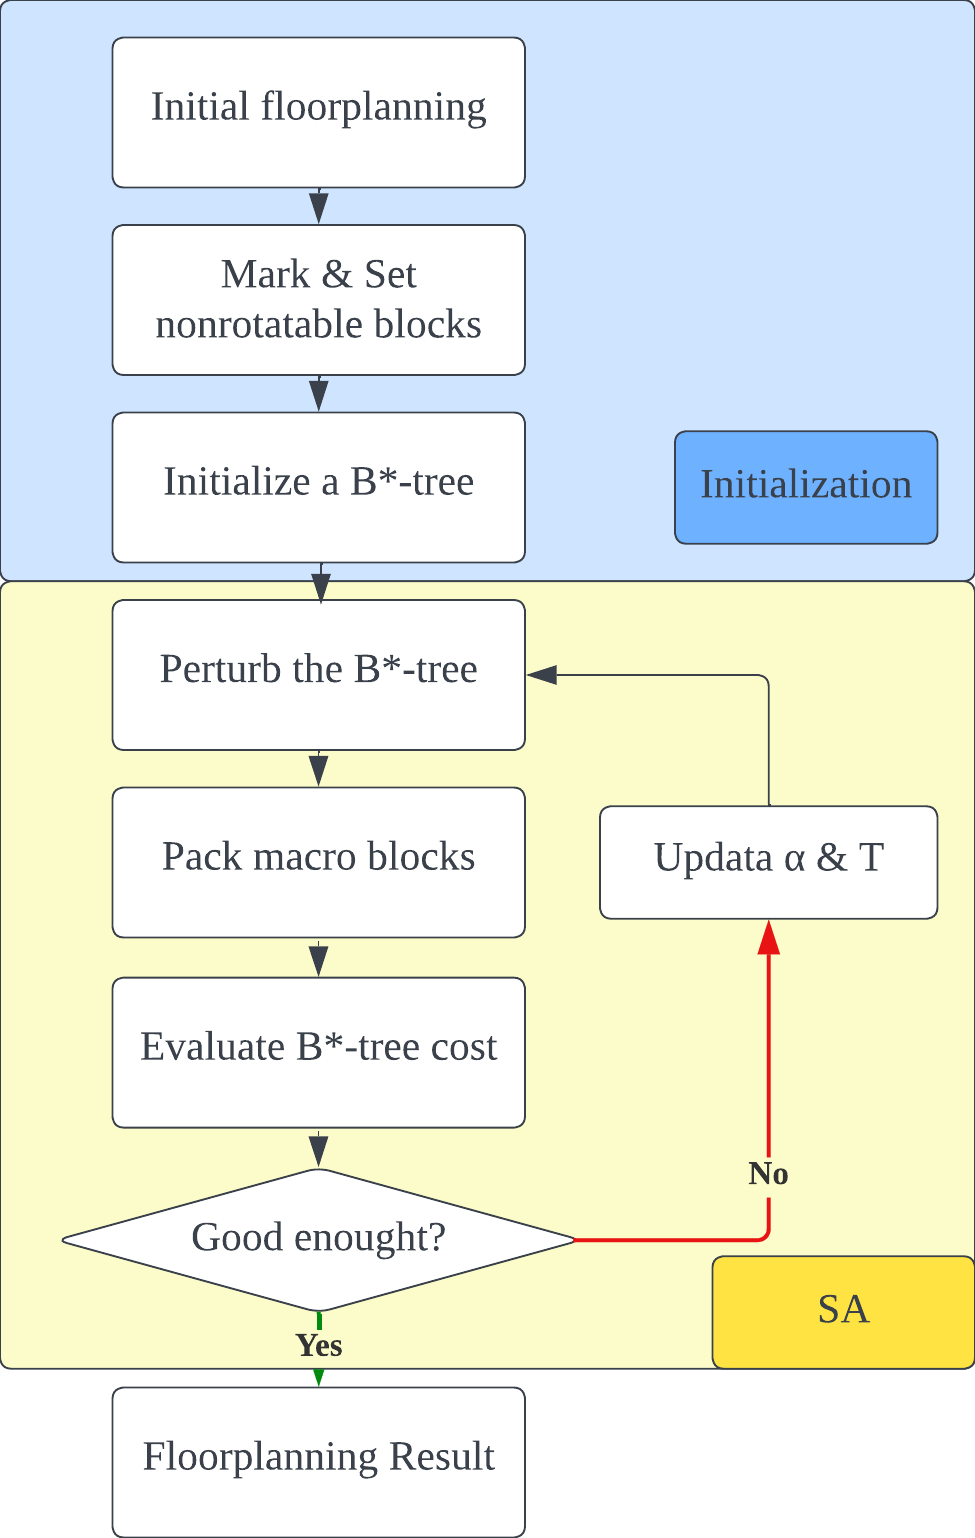 Initial floorplanning
Mark & Set
nonrotatable blocks
Initialize a B*-tree
Initialization
Perturb the B*-tree
Pack macro blocks
Updata α & T
Evaluate B*-tree cost
No
Good enought?
SA
Yes
Floorplanning Result